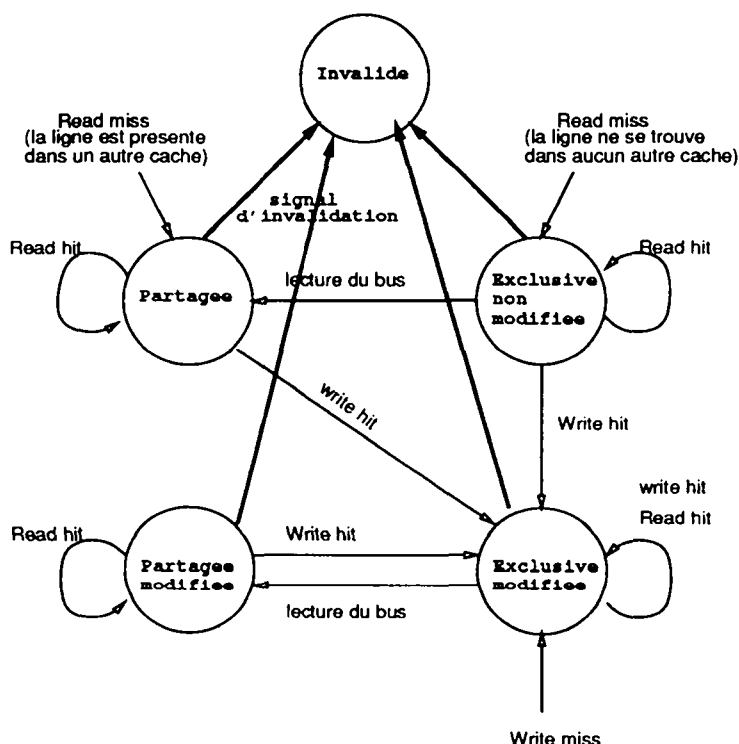 Invalide
Read miss
(la ligne est presente
dans un autre cache)
Read miss
(la ligne ne se trouve
dans aucun autre cache)
signal
d'invalidation
Read hit
Partagee
lecture du bus
Exclusive
non
modifiee
Read hit
write hit
Write hit
write hit
Read hit
Read hit
Partagee
modifiee
Write hit
lecture du bus
Exclusive
modifiee
Write miss